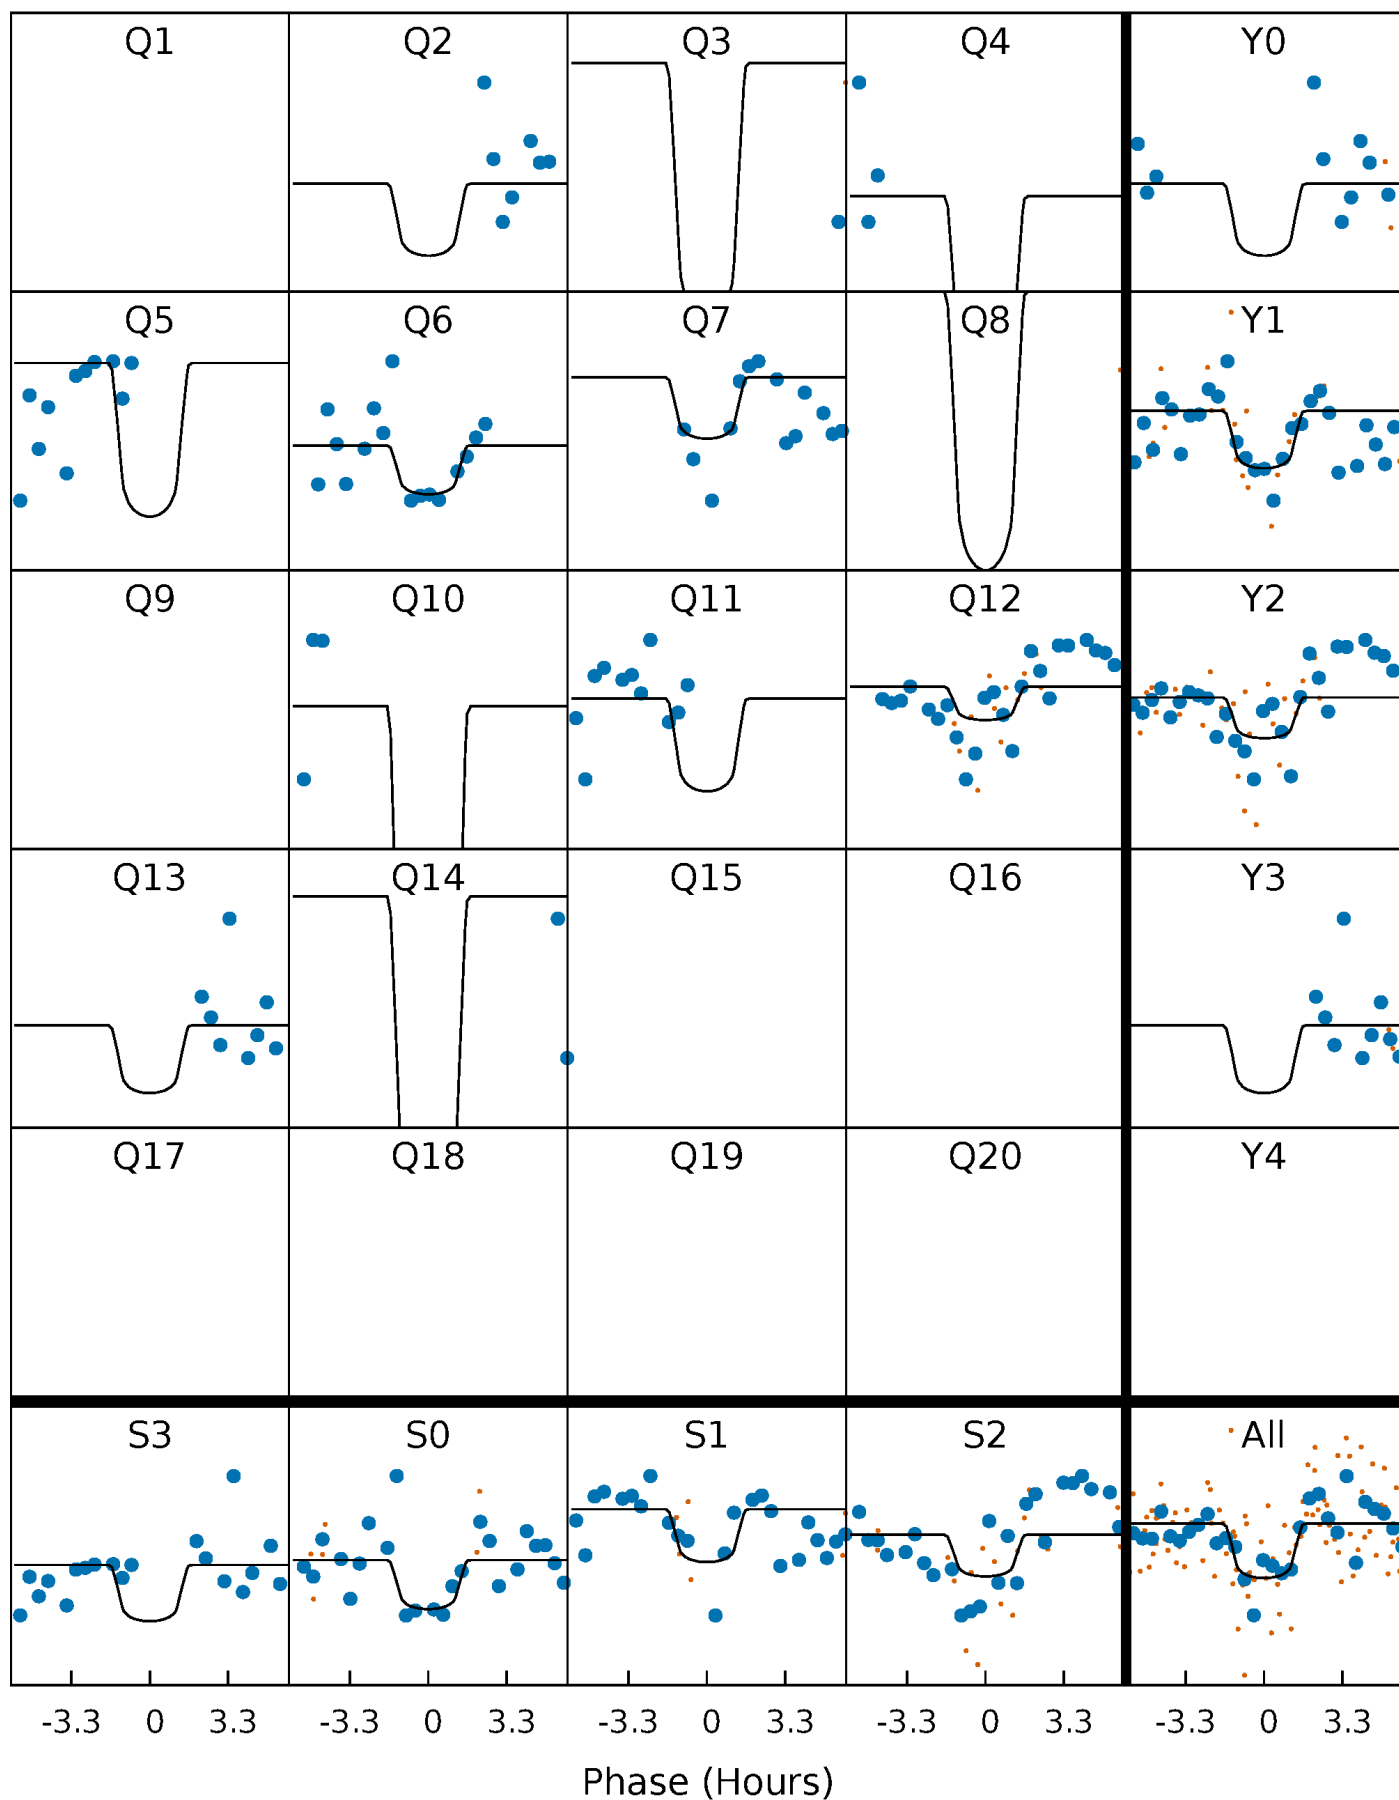 Q1 Q2 Q3 Q4 Y0
Q5 Q6 Q7 Q8 Y1
Q9 Q10 Q11 Q12 Y2
Q13 Q14 Q15 Q16 Y3
Q17 Q18 Q19 Q20 Y4
S3 S0 S1 S2 All
-3.3 0 3.3 -3.3 0 3.3 -3.3 0 3.3 -3.3 0 3.3 -3.3 0 3.3
Phase (Hours)